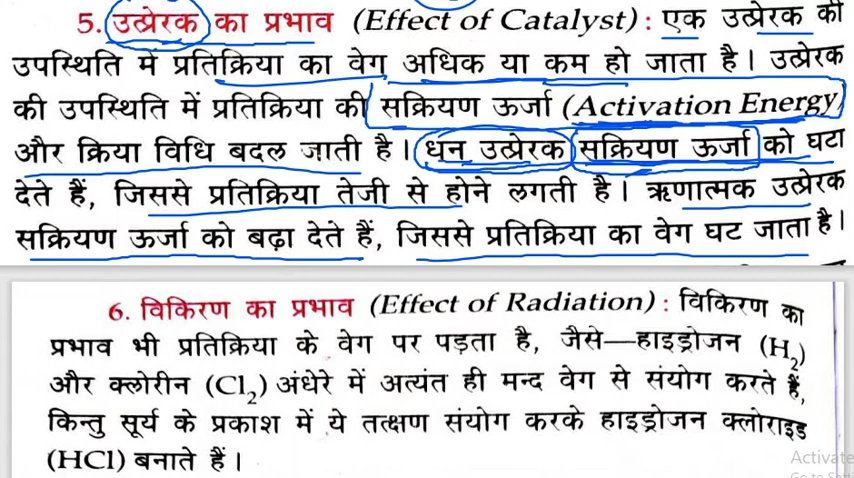 5. उत्प्रेरक का प्रभाव (Effect of Catalyst) : एक उत्प्रेरक की
उपस्थिति में प्रतिक्रिया का वेग अधिक या कम हो जाता है। उत्प्रेरक
की उपस्थिति में प्रतिक्रिया की सक्रियण ऊर्जा (Activation Energy)
और क्रिया विधि बदल जाती है। धन उत्प्रेरक सक्रियण ऊर्जा को घटा
देते हैं, जिससे प्रतिक्रिया तेजी से होने लगती है। ऋणात्मक उत्प्रेरक
सक्रियण ऊर्जा को बढ़ा देते हैं, जिससे प्रतिक्रिया का वेग घट जाता है।
6. विकिरण का प्रभाव (Effect of Radiation) : विकिरण का
प्रभाव भी प्रतिक्रिया के वेग पर पड़ता है, जैसे—हाइड्रोजन (H₂)
और क्लोरीन (Cl₂) अंधेरे में अत्यंत ही मन्द वेग से संयोग करते हैं,
किन्तु सूर्य के प्रकाश में ये तत्क्षण संयोग करके हाइड्रोजन क्लोराइड
(HCl) बनाते हैं।
Activate